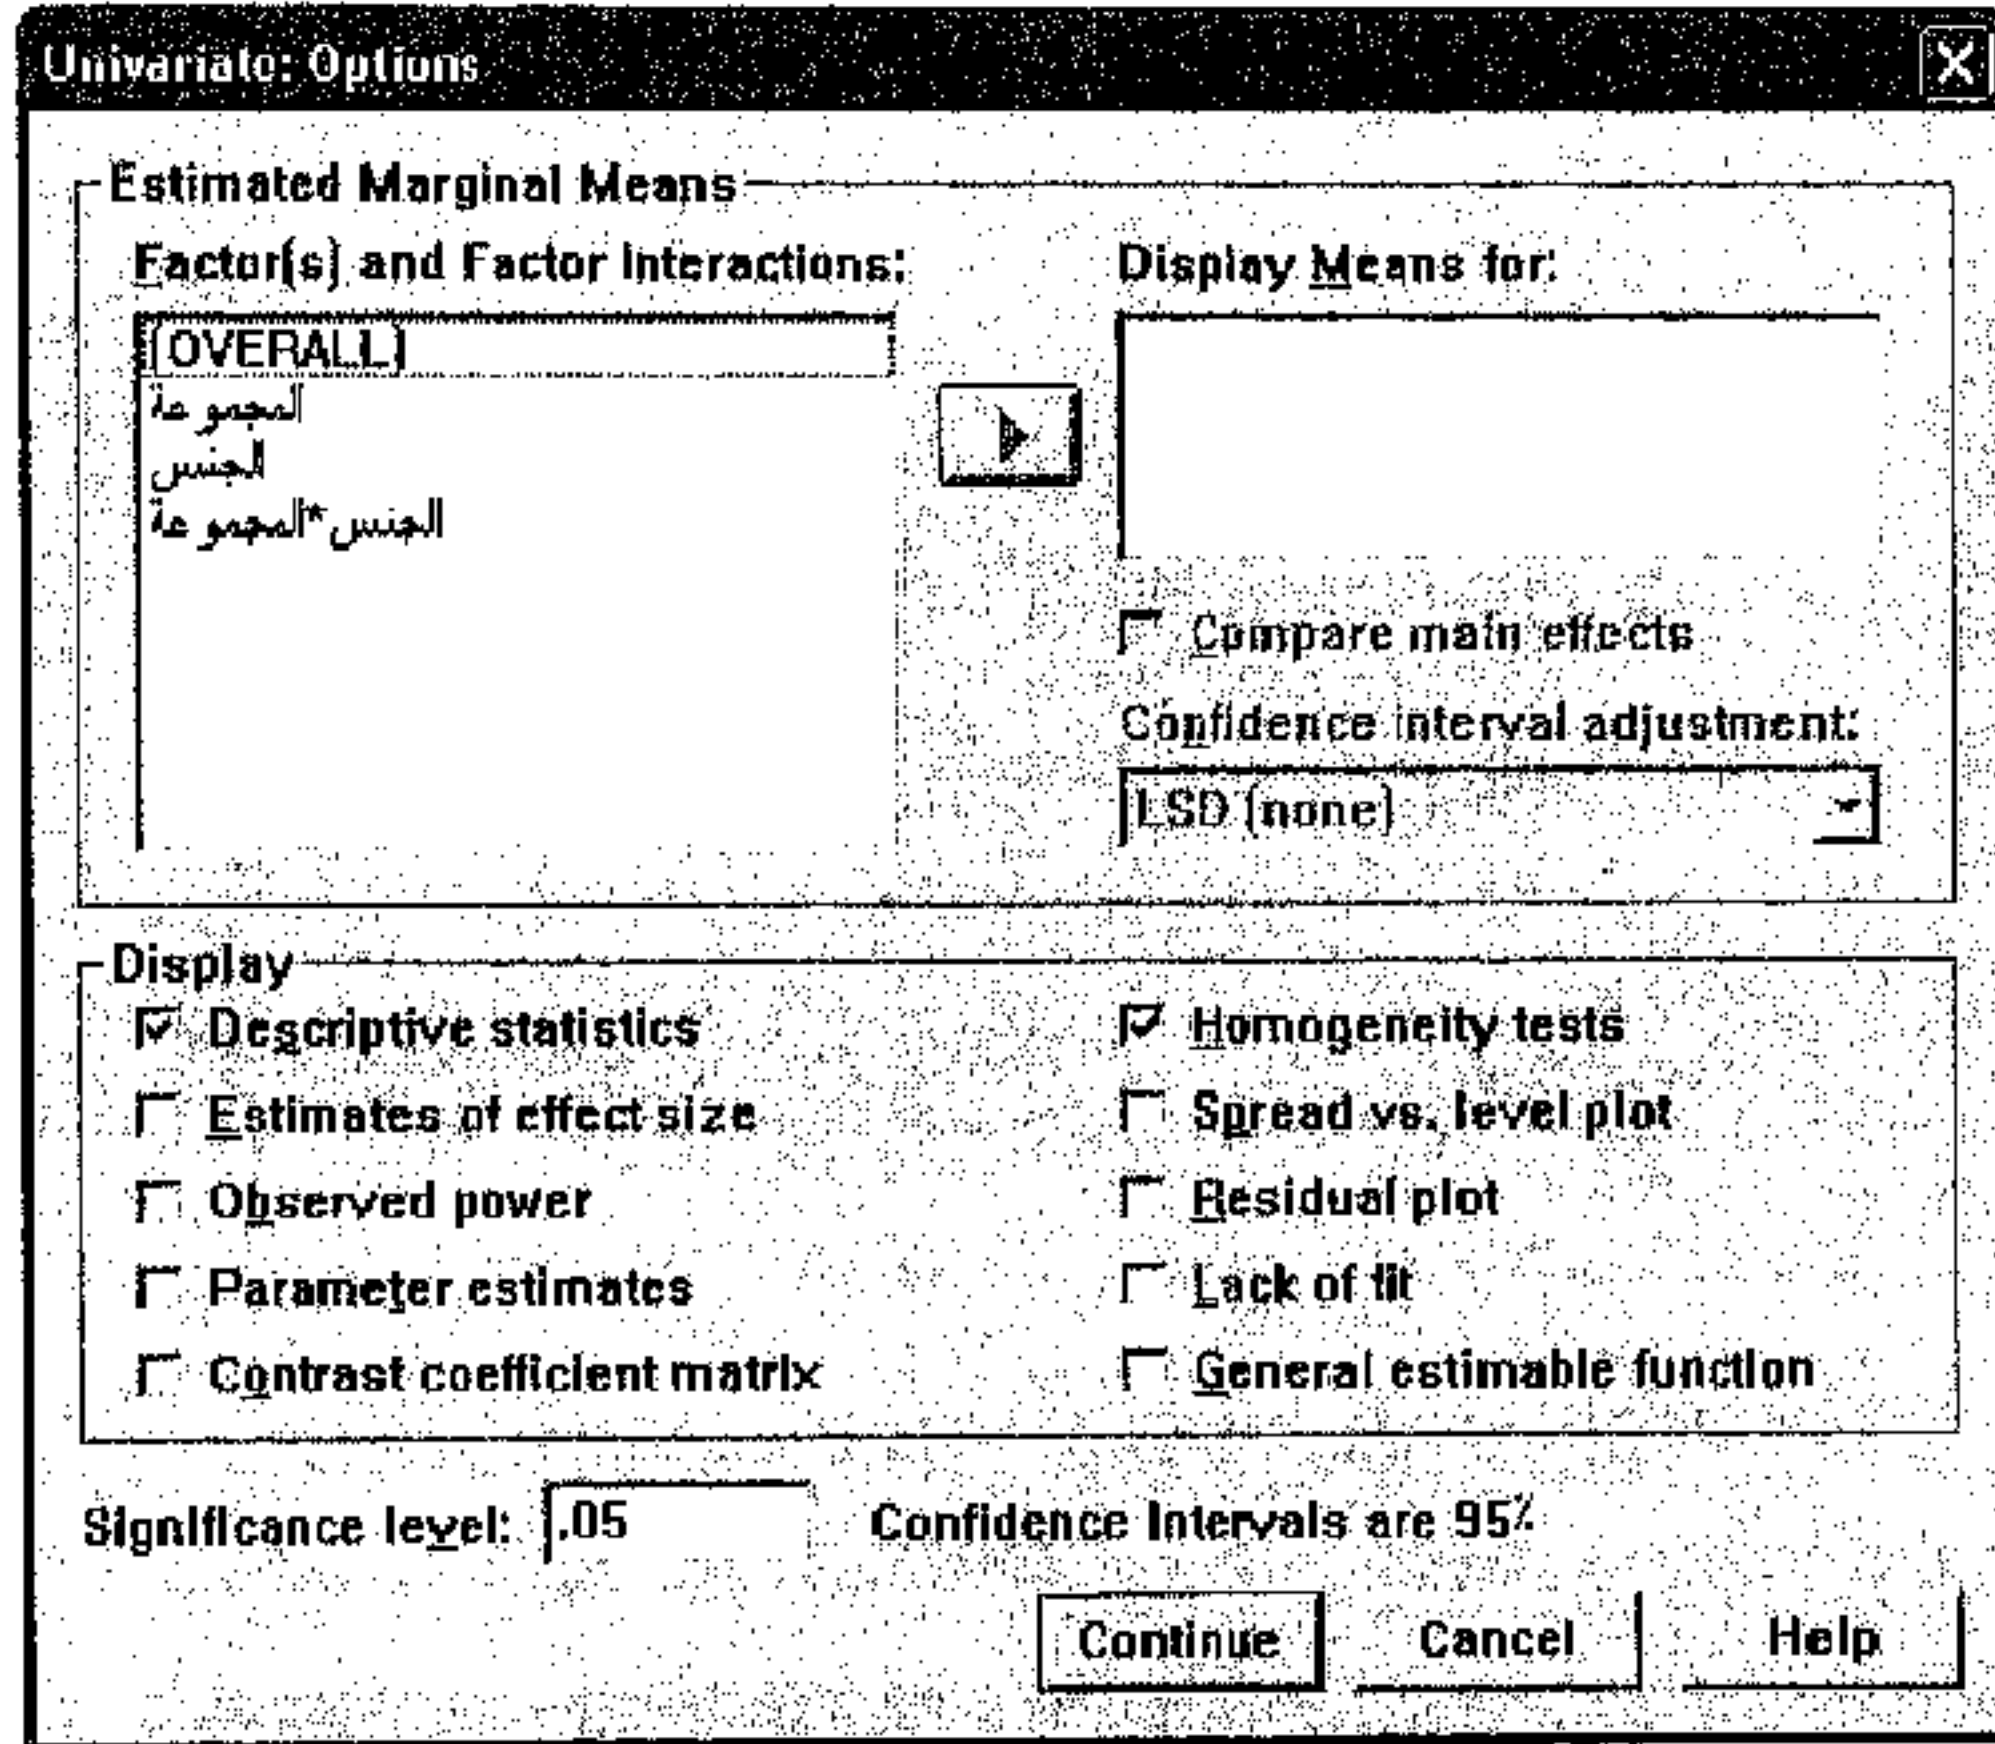 Univariate: Options
Estimated Marginal Means
Factor(s) and Factor Interactions:
(OVERALL)
المجموعة
الجنس
الجنس*المجموعة
Display Means for:
Compare main effects
Confidence interval adjustment:
LSD (none)
Display
Descriptive statistics
Estimates of effect size
Observed power
Parameter estimates
Contrast coefficient matrix
Homogeneity tests
Spread vs. level plot
Residual plot
Lack of fit
General estimable function
Significance level: .05 Confidence Intervals are 95%
Continue Cancel Help